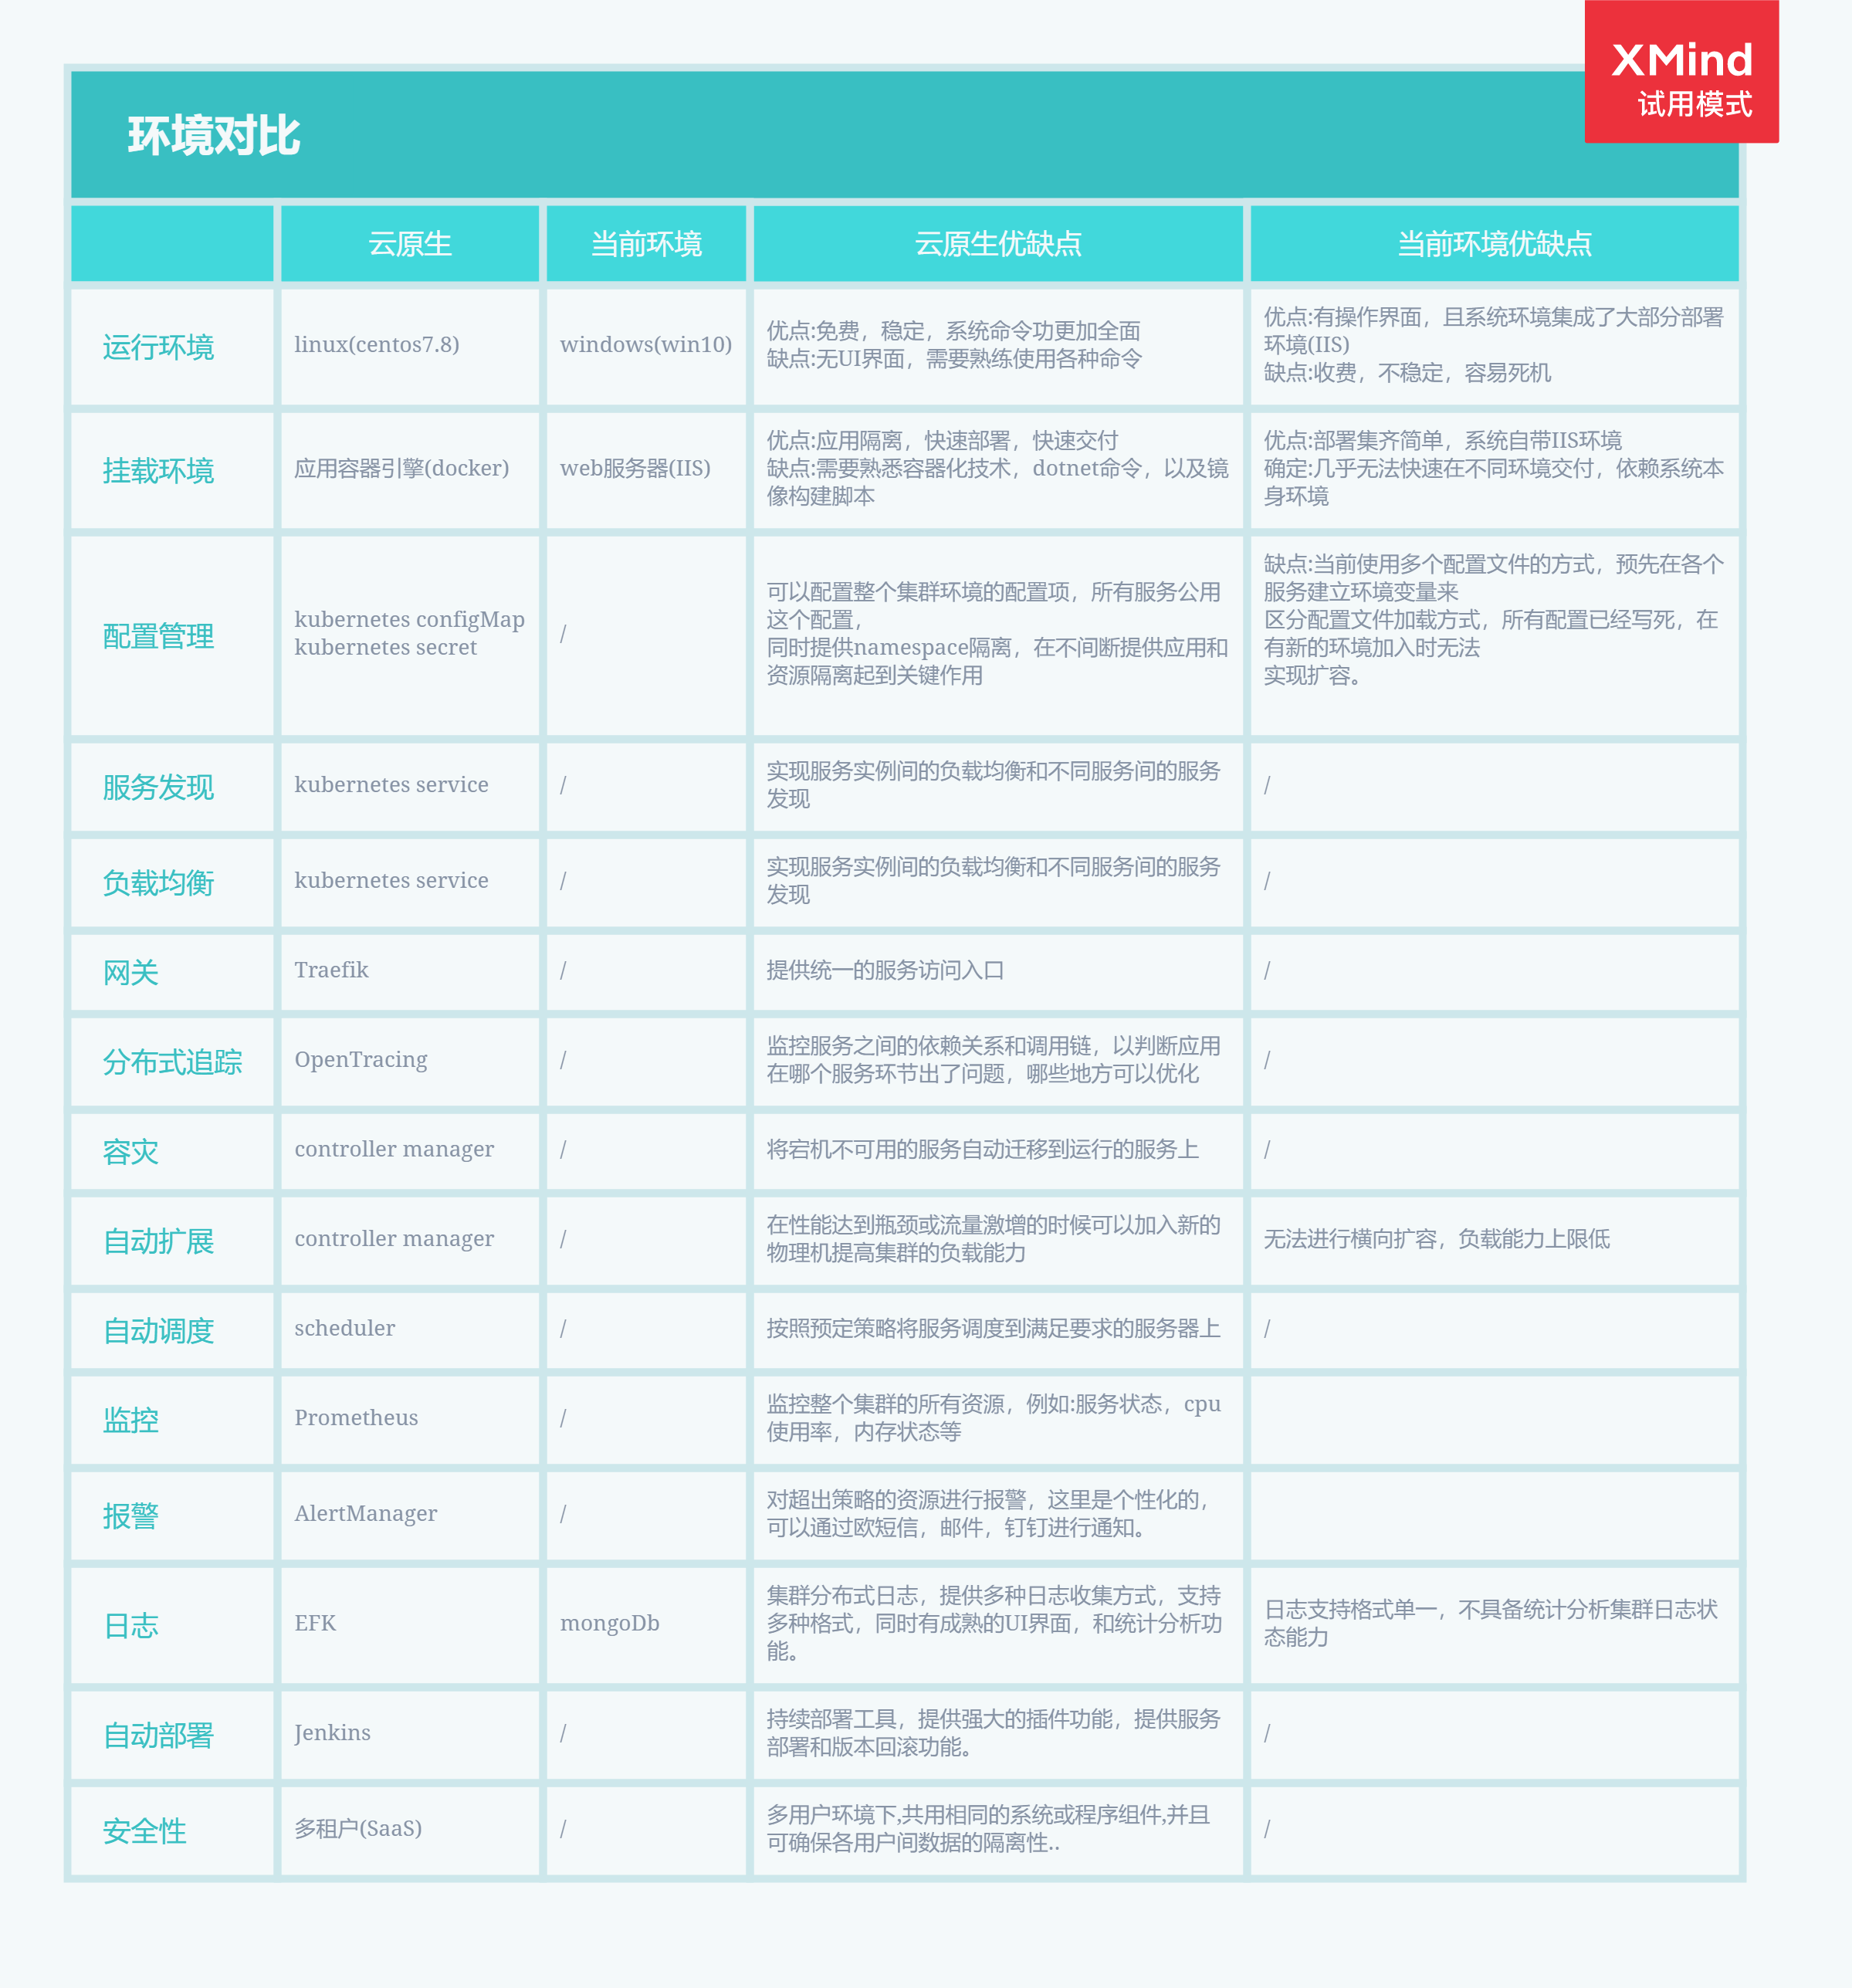 XMind
试用模式
环境对比
云原生
当前环境
云原生优缺点
当前环境优缺点
运行环境
linux(centos7.8)
windows(win10)
优点:免费，稳定，系统命令功更加全面
缺点:无UI界面，需要熟练使用各种命令
优点:有操作界面，且系统环境集成了大部分部署
环境(IIS)
缺点:收费，不稳定，容易死机
挂载环境
应用容器引擎(docker)
web服务器(IIS)
优点:应用隔离，快速部署，快速交付
缺点:需要熟悉容器化技术，dotnet命令，以及镜
像构建脚本
优点:部署集齐简单，系统自带IIS环境
确定:几乎无法快速在不同环境交付，依赖系统本
身环境
配置管理
kubernetes configMap
kubernetes secret
/
可以配置整个集群环境的配置项，所有服务公用
这个配置，
同时提供namespace隔离，在不间断提供应用和
资源隔离起到关键作用
缺点:当前使用多个配置文件的方式，预先在各个
服务建立环境变量来
区分配置文件加载方式，所有配置已经写死，在
有新的环境加入时无法
实现扩容。
服务发现
kubernetes service
/
实现服务实例间的负载均衡和不同服务间的服务
发现
/
负载均衡
kubernetes service
/
实现服务实例间的负载均衡和不同服务间的服务
发现
/
网关
Traefik
/
提供统一的服务访问入口
/
分布式追踪
OpenTracing
/
监控服务之间的依赖关系和调用链，以判断应用
在哪个服务环节出了问题，哪些地方可以优化
/
容灾
controller manager
/
将宕机不可用的服务自动迁移到运行的服务上
/
自动扩展
controller manager
/
在性能达到瓶颈或流量激增的时候可以加入新的
物理机提高集群的负载能力
无法进行横向扩容，负载能力上限低
自动调度
scheduler
/
按照预定策略将服务调度到满足要求的服务器上
/
监控
Prometheus
/
监控整个集群的所有资源，例如:服务状态，cpu
使用率，内存状态等
报警
AlertManager
/
对超出策略的资源进行报警，这里是个性化的，
可以通过欧短信，邮件，钉钉进行通知。
日志
EFK
mongoDb
集群分布式日志，提供多种日志收集方式，支持
多种格式，同时有成熟的UI界面，和统计分析功
能。
日志支持格式单一，不具备统计分析集群日志状
态能力
自动部署
Jenkins
/
持续部署工具，提供强大的插件功能，提供服务
部署和版本回滚功能。
/
安全性
多租户(SaaS)
/
多用户环境下,共用相同的系统或程序组件,并且
可确保各用户间数据的隔离性..
/